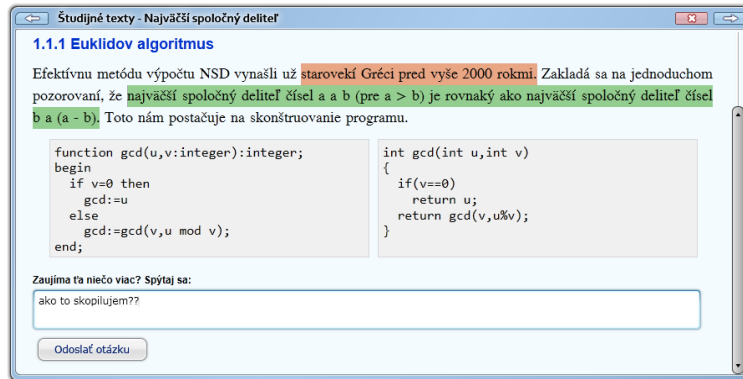 Študijné texty - Najväčší spoločný deliteľ
1.1.1 Euklidov algoritmus
Efektívnu metódu výpočtu NSD vynašli už starovekí Gréci pred vyše 2000 rokmi. Zakladá sa na jednoduchom
pozorovaní, že najväčší spoločný deliteľ čísel a a b (pre a > b) je rovnaký ako najväčší spoločný deliteľ čísel
b a (a - b). Toto nám postačuje na skonštruovanie programu.
function gcd(u,v:integer):integer;
begin
  if v=0 then
    gcd:=u
  else
    gcd:=gcd(v,u mod v);
end;
int gcd(int u,int v)
{
  if(v==0)
    return u;
  return gcd(v,u%v);
}
Zaujíma ťa niečo viac? Spýtaj sa:
ako to skopilujem??
Odoslať otázku